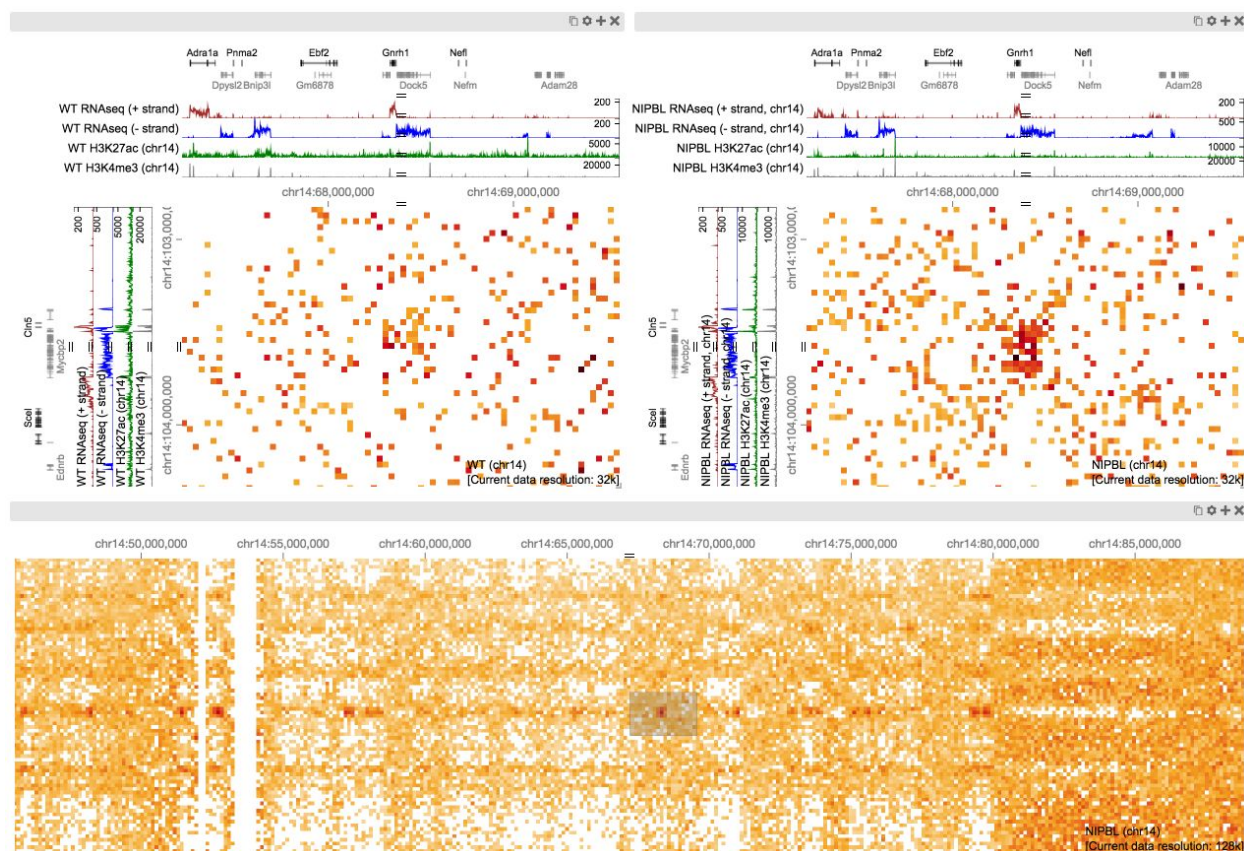 Adra1a Pnma2 Ebf2 Gnrh1 Nefl
Dpysl2 Bnip3l Gm6878 Dock5 Nefm Adam28
WT RNAseq (+ strand) 200
WT RNAseq (- strand) 500
WT H3K27ac (chr14) 5000
WT H3K4me3 (chr14) 20000
chr14:68,000,000 chr14:69,000,000
200 500 5000 20000
chr14:103,000,000
Cln5
Mycbp2
Scel
Ednrb
WT RNAseq (+ strand)
WT RNAseq (- strand)
WT H3K27ac (chr14)
WT H3K4me3 (chr14)
chr14:104,000,000
WT (chr14)
[Current data resolution: 32k]
Adra1a Pnma2 Ebf2 Gnrh1 Nefl
Dpysl2 Bnip3l Gm6878 Dock5 Nefm Adam28
NIPBL RNAseq (+ strand, chr14) 200
NIPBL RNAseq (- strand, chr14) 500
NIPBL H3K27ac (chr14) 10000
NIPBL H3K4me3 (chr14) 20000
chr14:68,000,000 chr14:69,000,000
200 500 10000 10000
chr14:103,000,000
Cln5
Mycbp2
Scel
Ednrb
NIPBL RNAseq (+ strand, chr14)
NIPBL RNAseq (- strand, chr14)
NIPBL H3K27ac (chr14)
NIPBL H3K4me3 (chr14)
chr14:104,000,000
NIPBL (chr14)
[Current data resolution: 32k]
chr14:50,000,000 chr14:55,000,000 chr14:60,000,000 chr14:65,000,000 chr14:70,000,000 chr14:75,000,000 chr14:80,000,000 chr14:85,000,000
NIPBL (chr14)
[Current data resolution: 128k]